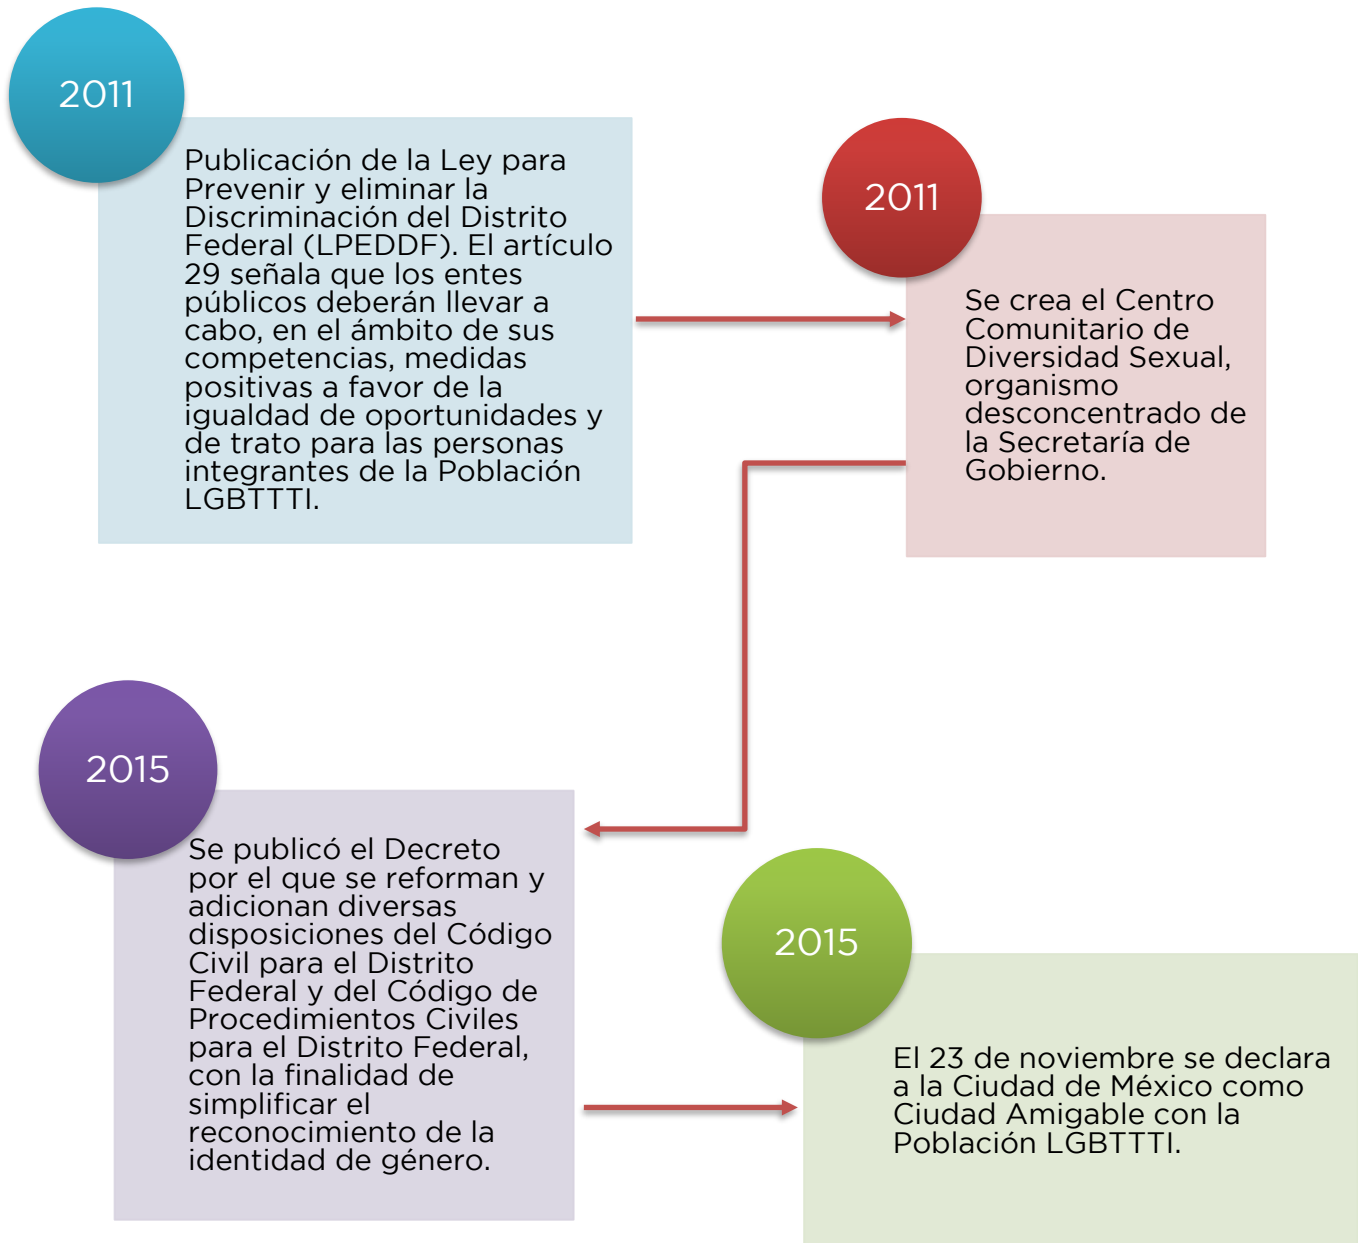 2011
Publicación de la Ley para
Prevenir y eliminar la
Discriminación del Distrito
Federal (LPEDDF). El artículo
29 señala que los entes
públicos deberán llevar a
cabo, en el ámbito de sus
competencias, medidas
positivas a favor de la
igualdad de oportunidades y
de trato para las personas
integrantes de la Población
LGBTTTI.
2011
Se crea el Centro
Comunitario de
Diversidad Sexual,
organismo
desconcentrado de
la Secretaría de
Gobierno.
2015
Se publicó el Decreto
por el que se reforman y
adicionan diversas
disposiciones del Código
Civil para el Distrito
Federal y del Código de
Procedimientos Civiles
para el Distrito Federal,
con la finalidad de
simplificar el
reconocimiento de la
identidad de género.
2015
El 23 de noviembre se declara
a la Ciudad de México como
Ciudad Amigable con la
Población LGBTTTI.